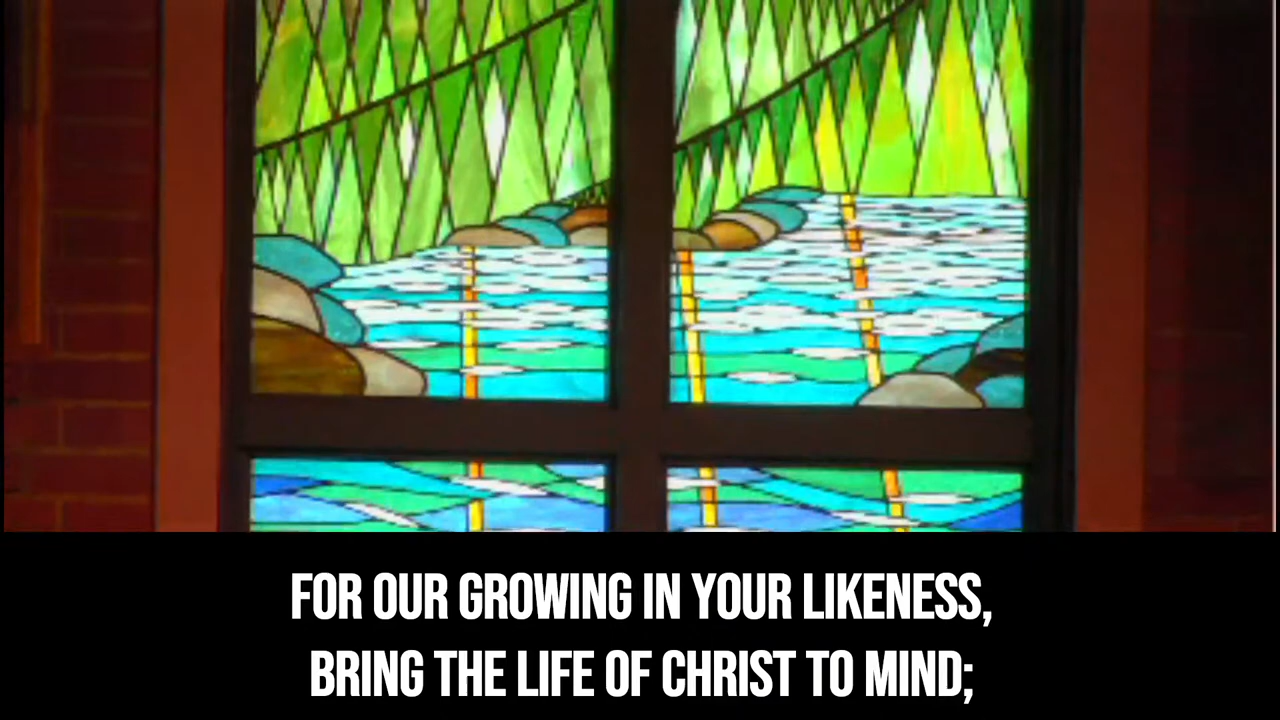 FOR OUR GROWING IN YOUR LIKENESS,
BRING THE LIFE OF CHRIST TO MIND;